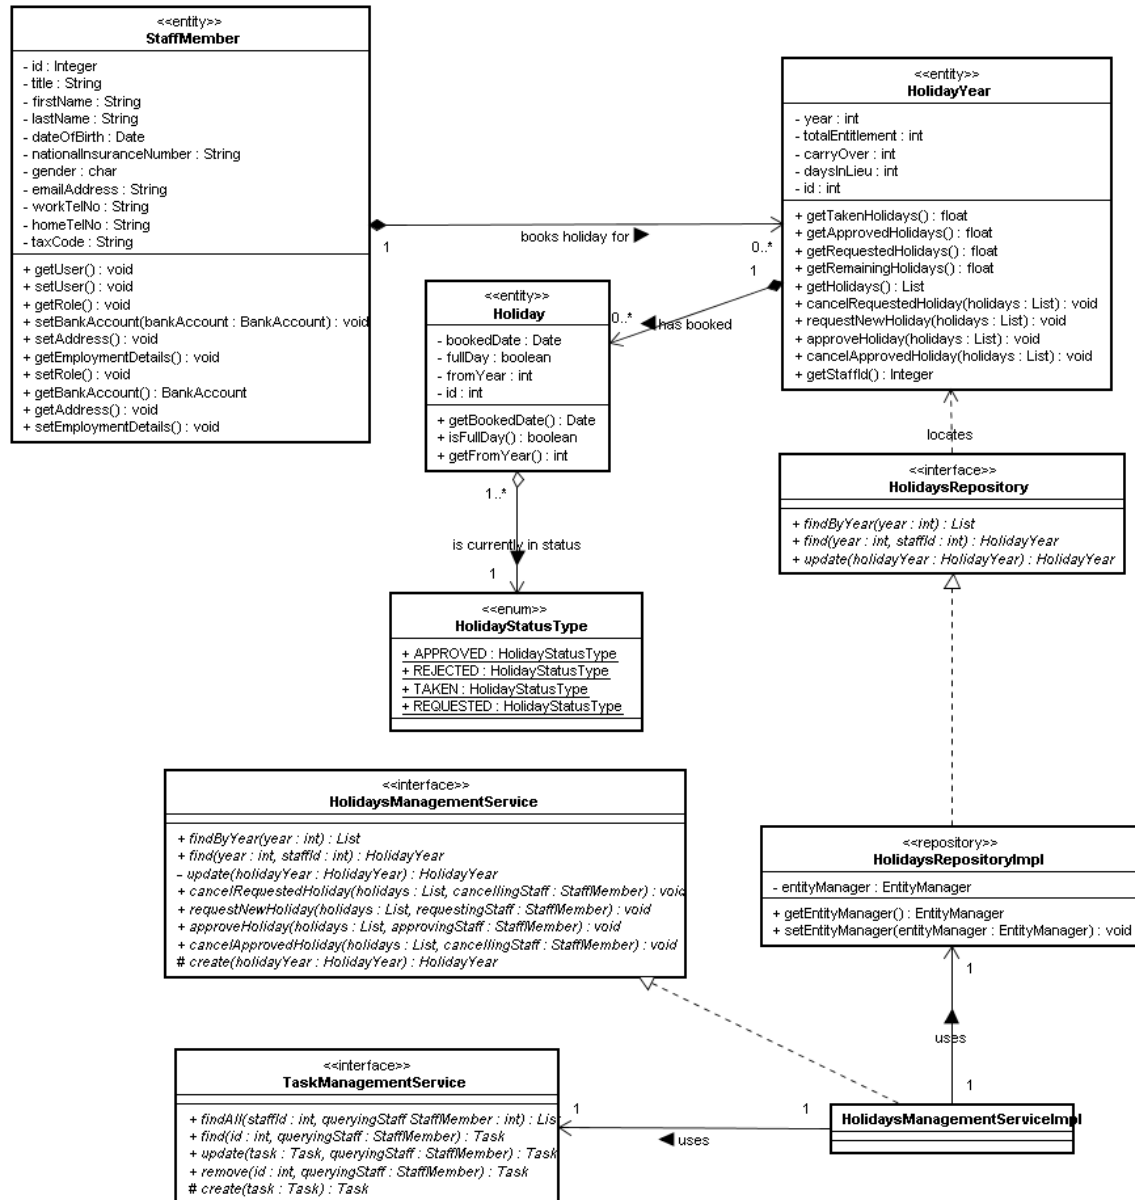 <<entity>>
StaffMember
- id : Integer
- title : String
- firstName : String
- lastName : String
- dateOfBirth : Date
- nationalInsuranceNumber : String
- gender : char
- emailAddress : String
- workTelNo : String
- homeTelNo : String
- taxCode : String
+ getUser() : void
+ setUser() : void
+ getRole() : void
+ setBankAccount(bankAccount : BankAccount) : void
+ setAddress() : void
+ getEmploymentDetails() : void
+ setRole() : void
+ getBankAccount() : BankAccount
+ getAddress() : void
+ setEmploymentDetails() : void
1
books holiday for
0..*
<<entity>>
HolidayYear
- year : int
- totalEntitlement : int
- carryOver : int
- daysInLieu : int
- id : int
+ getTakenHolidays() : float
+ getApprovedHolidays() : float
+ getRequestedHolidays() : float
+ getRemainingHolidays() : float
+ getHolidays() : List
+ cancelRequestedHoliday(holidays : List) : void
+ requestNewHoliday(holidays : List) : void
+ approveHoliday(holidays : List) : void
+ cancelApprovedHoliday(holidays : List) : void
+ getStaffId() : Integer
1
0..*
has booked
<<entity>>
Holiday
- bookedDate : Date
- fullDay : boolean
- fromYear : int
- id : int
+ getBookedDate() : Date
+ isFullDay() : boolean
+ getFromYear() : int
1..*
is currently in status
1
locates
<<interface>>
HolidaysRepository
+ findByYear(year : int) : List
+ find(year : int, staffId : int) : HolidayYear
+ update(holidayYear : HolidayYear) : HolidayYear
<<enum>>
HolidayStatusType
+ APPROVED : HolidayStatusType
+ REJECTED : HolidayStatusType
+ TAKEN : HolidayStatusType
+ REQUESTED : HolidayStatusType
<<interface>>
HolidaysManagementService
+ findByYear(year : int) : List
+ find(year : int, staffId : int) : HolidayYear
- update(holidayYear : HolidayYear) : HolidayYear
+ cancelRequestedHoliday(holidays : List, cancellingStaff : StaffMember) : void
+ requestNewHoliday(holidays : List, requestingStaff : StaffMember) : void
+ approveHoliday(holidays : List, approvingStaff : StaffMember) : void
+ cancelApprovedHoliday(holidays : List, cancellingStaff : StaffMember) : void
# create(holidayYear : HolidayYear) : HolidayYear
<<repository>>
HolidaysRepositoryImpl
- entityManager : EntityManager
+ getEntityManager() : EntityManager
+ setEntityManager(entityManager : EntityManager) : void
1
uses
1
<<interface>>
TaskManagementService
+ findAll(staffId : int, queryingStaff StaffMember : int) : List
+ find(id : int, queryingStaff : StaffMember) : Task
+ update(task : Task, queryingStaff : StaffMember) : Task
+ remove(id : int, queryingStaff : StaffMember) : Task
# create(task : Task) : Task
1
1
uses
HolidaysManagementServiceImpl